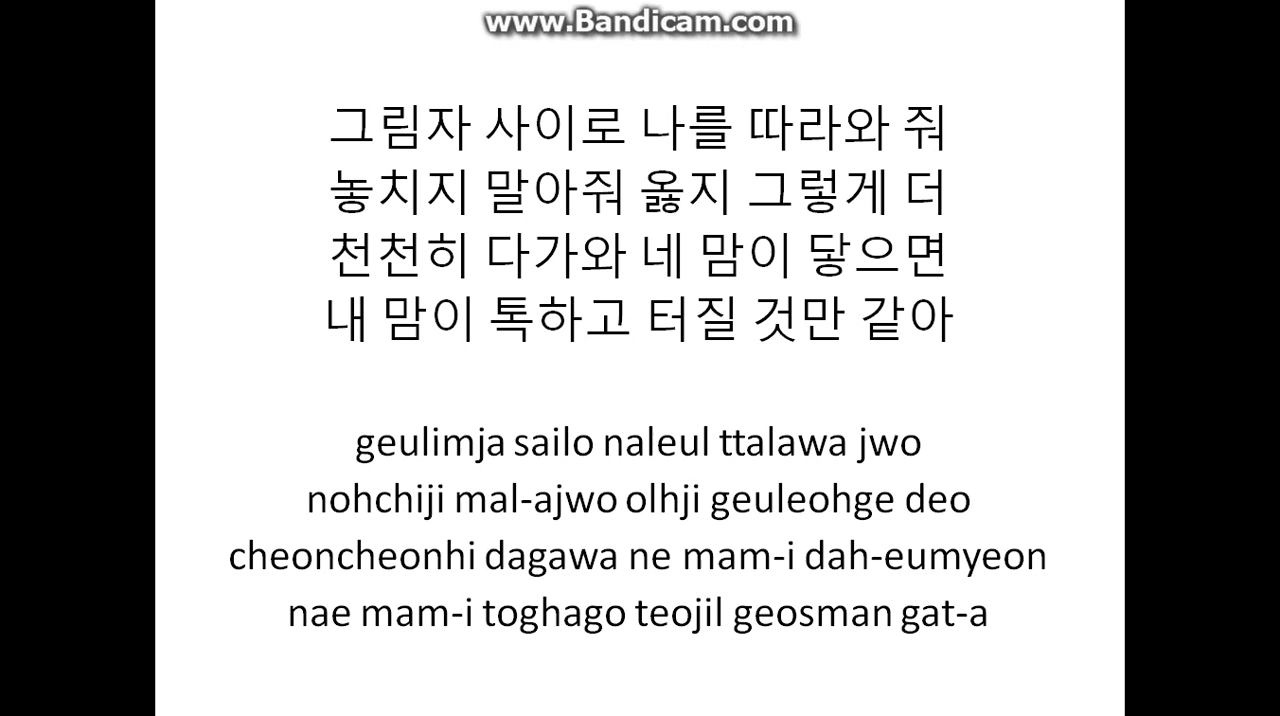 www.Bandicam.com
그림자 사이로 나를 따라와 줘
놓치지 말아줘 옳지 그렇게 더
천천히 다가와 네 맘이 닿으면
내 맘이 톡하고 터질 것만 같아
geulimja sailo naleul ttalawa jwo
nohchiji mal-ajwo olhji geuleohge deo
cheoncheonhi dagawa ne mam-i dah-eumyeon
nae mam-i toghago teojil geosman gat-a